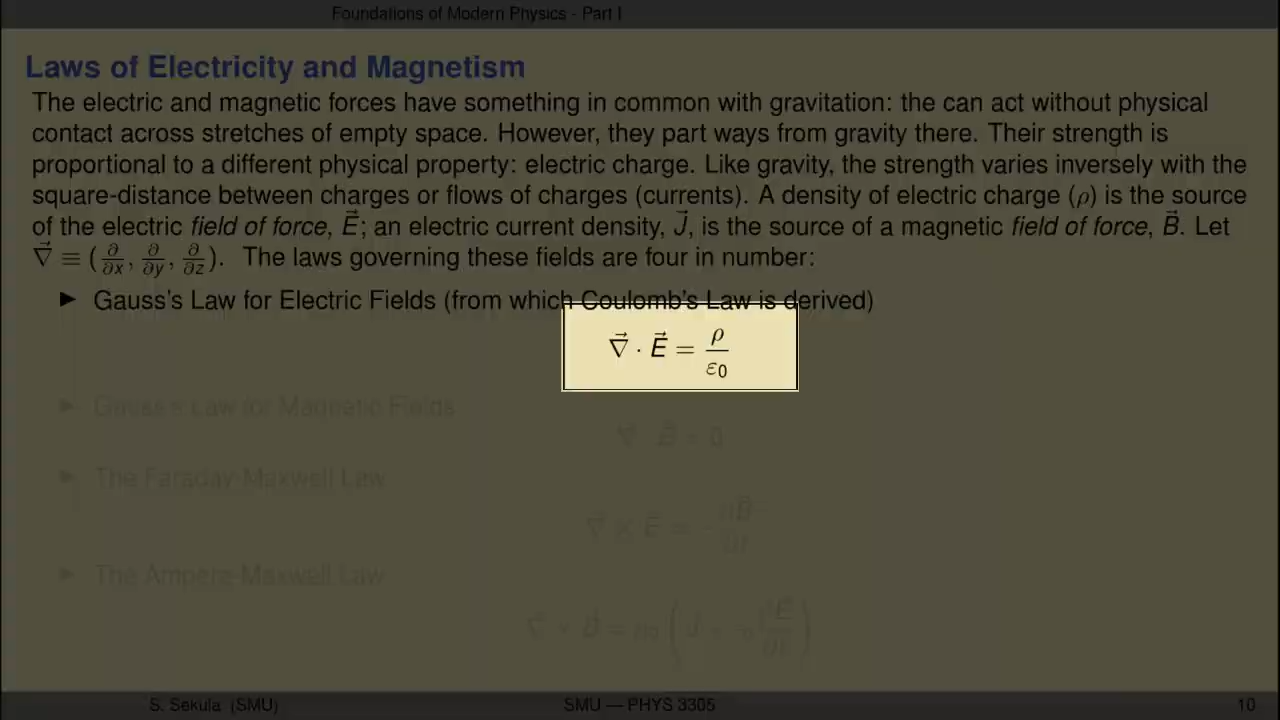 Foundations of Modern Physics - Part I
Laws of Electricity and Magnetism
The electric and magnetic forces have something in common with gravitation: the can act without physical
contact across stretches of empty space. However, they part ways from gravity there. Their strength is
proportional to a different physical property: electric charge. Like gravity, the strength varies inversely with the
square-distance between charges or flows of charges (currents). A density of electric charge (ρ) is the source
of the electric field of force, E⃗; an electric current density, J⃗, is the source of a magnetic field of force, B⃗. Let
∇⃗ ≡ (∂/∂x, ∂/∂y, ∂/∂z). The laws governing these fields are four in number:
▶ Gauss's Law for Electric Fields (from which Coulomb's Law is derived)
∇⃗ · E⃗ = ρ/ε₀
▶ Gauss's Law for Magnetic Fields
∇⃗ · B⃗ = 0
▶ The Faraday-Maxwell Law
∇⃗ × E⃗ = -∂B⃗/∂t
▶ The Ampere-Maxwell Law
S. Sekula (SMU)
SMU — PHYS 3305
10